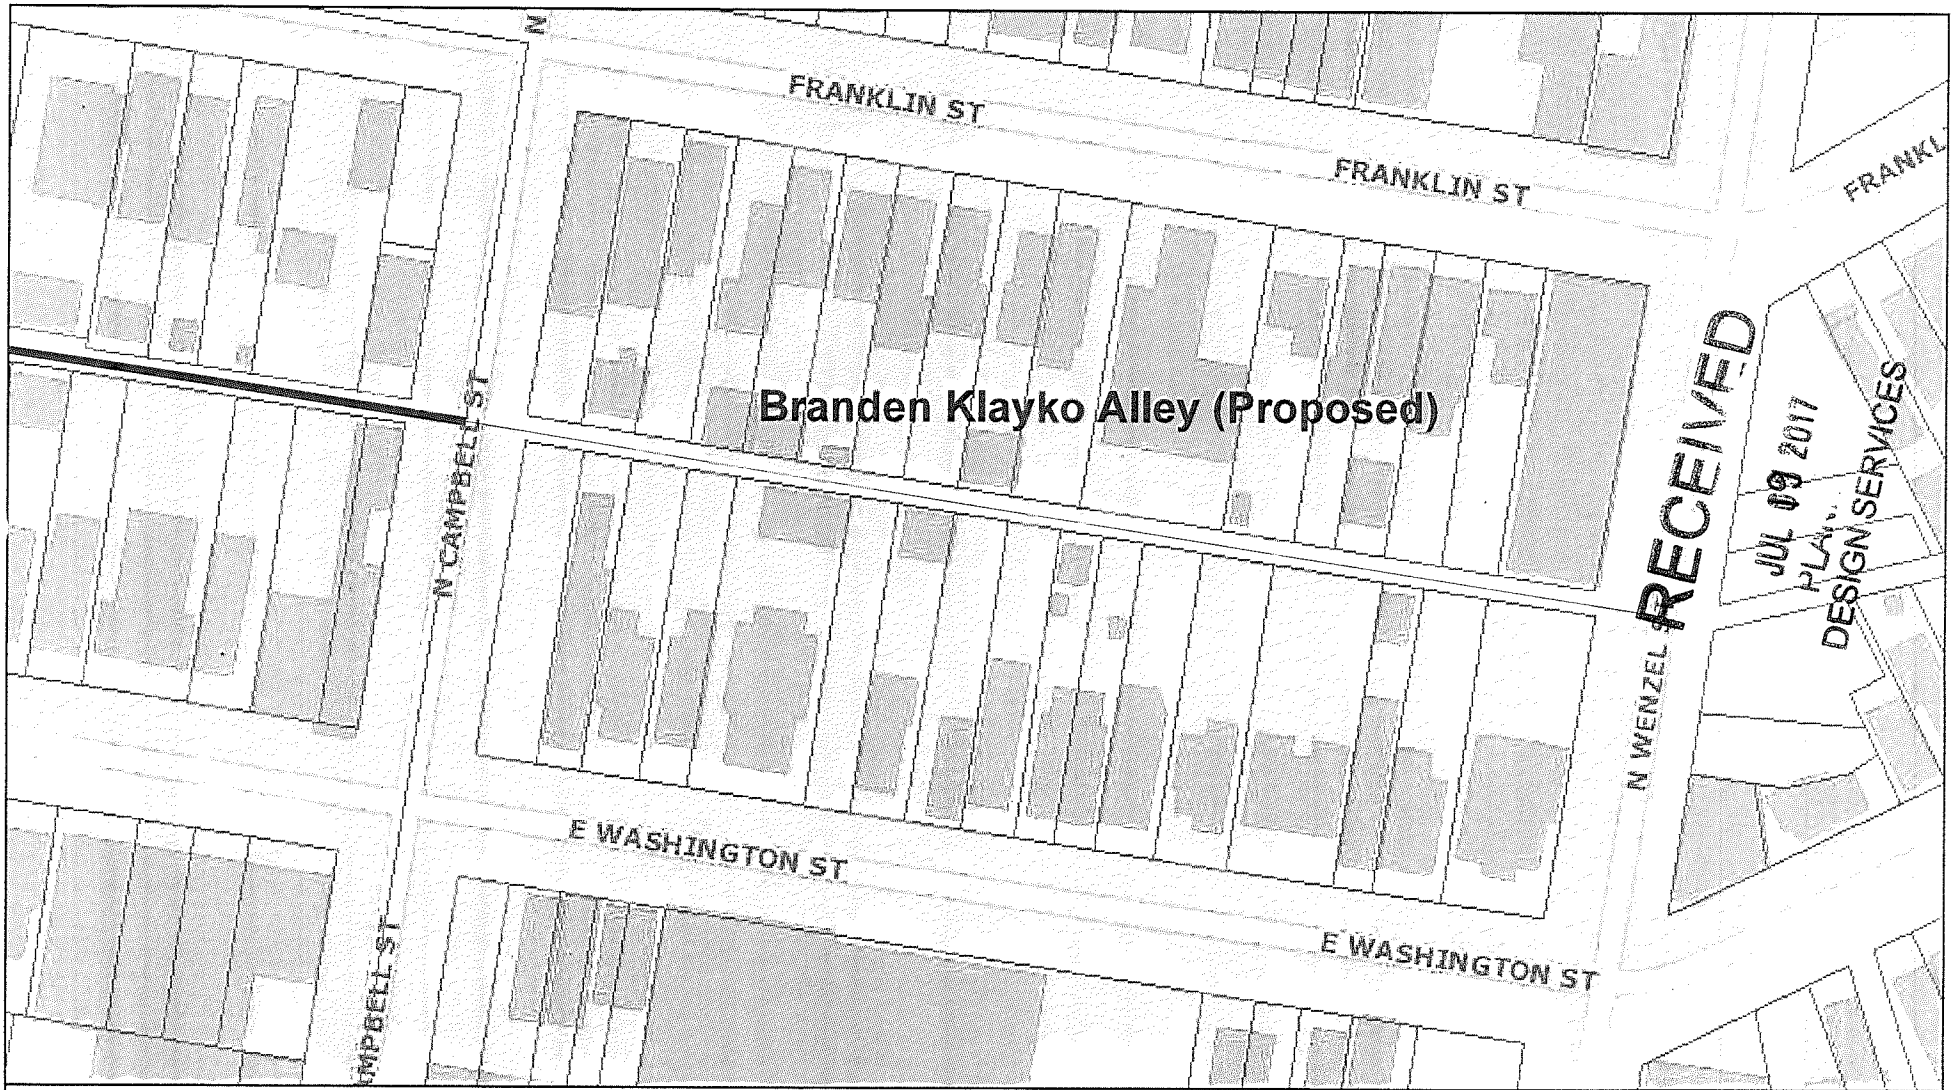 N
FRANKLIN ST
FRANKLIN ST
FRANKL
Branden Klayko Alley (Proposed)
N CAMPBELL ST
RECEIVED
JUL 09 2017
DESIGN SERVICES
N WENZEL
E WASHINGTON ST
E WASHINGTON ST
AMPBELL ST